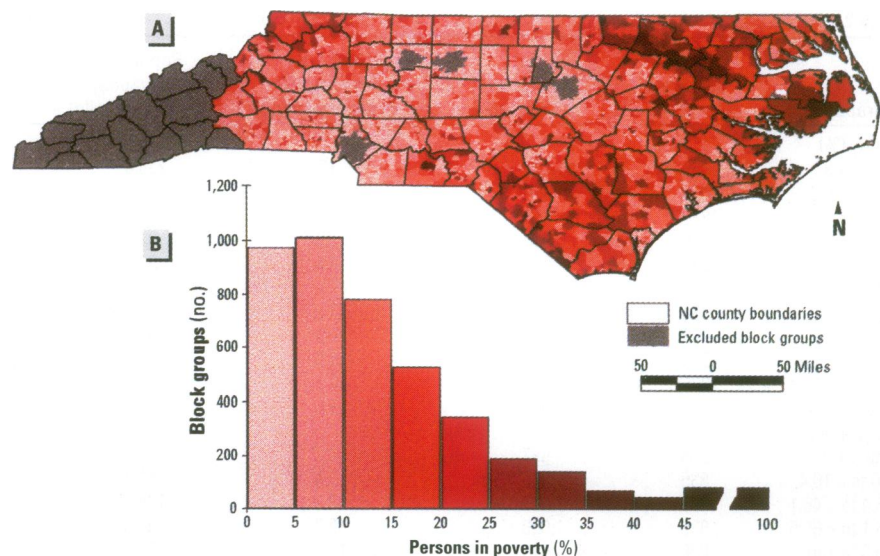 A
N
B
Block groups (no.)
1,200
1,000
800
600
400
200
0
0 5 10 15 20 25 30 35 40 45 100
Persons in poverty (%)
NC county boundaries
Excluded block groups
50 0 50 Miles